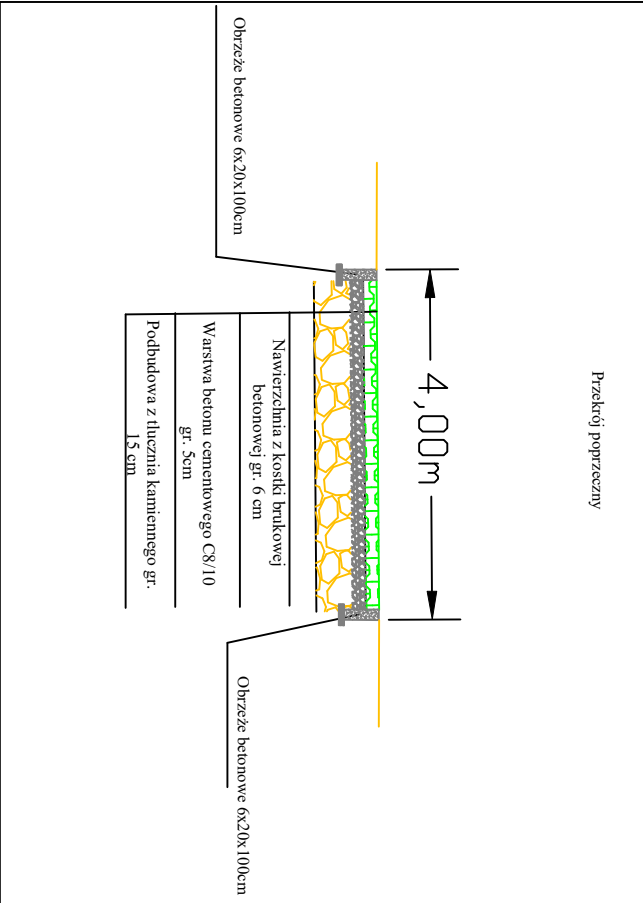 Przekrój poprzeczny
4,00m
Obrzeże betonowe 6x20x100cm
Nawierzchnia z kostki brukowej
betonowej gr. 6 cm
Warstwa betonu cementowego C8/10
gr. 5cm
Podbudowa z tłucznia kamiennego gr.
15 cm
Obrzeże betonowe 6x20x100cm